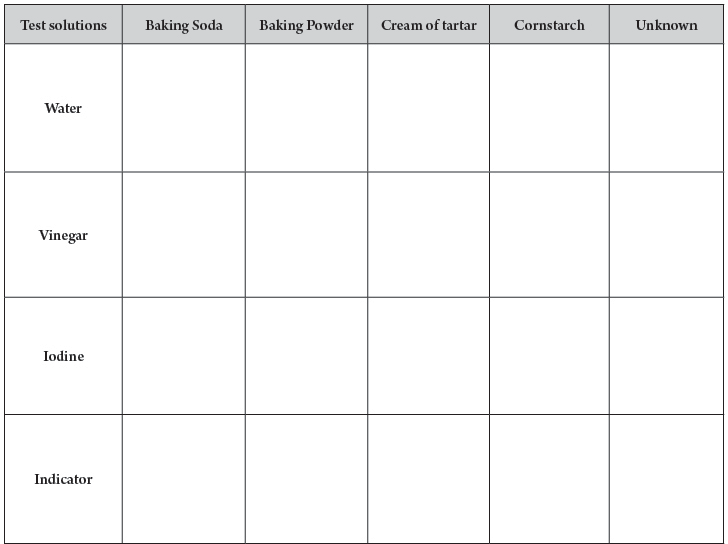 Test solutions Baking Soda Baking Powder Cream of tartar Cornstarch Unknown
Water
Vinegar
Iodine
Indicator